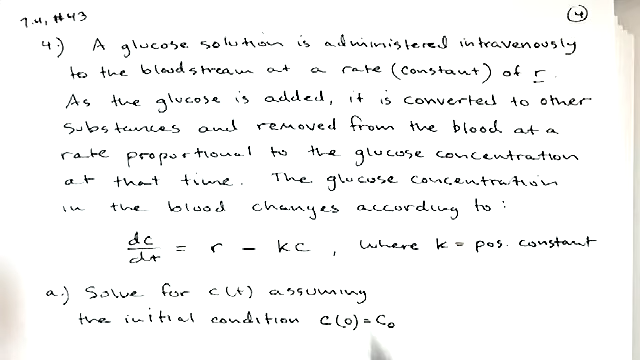 7.4, #43
④
4.) A glucose solution is administered intravenously
to the bloodstream at a rate (constant) of r.
As the glucose is added, it is converted to other
substances and removed from the blood at a
rate proportional to the glucose concentration
at that time. The glucose concentration
in the blood changes according to:
dc/dt = r - kc, where k = pos. constant
a.) Solve for c(t) assuming
the initial condition c(0) = c₀